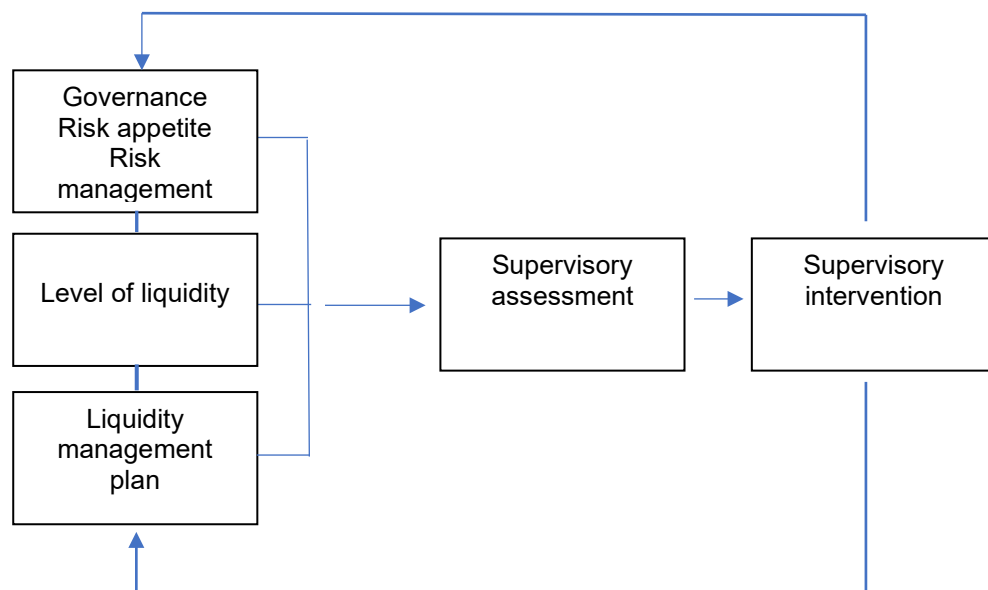 Governance
Risk appetite
Risk
management
Level of liquidity
Liquidity
management
plan
Supervisory
assessment
Supervisory
intervention